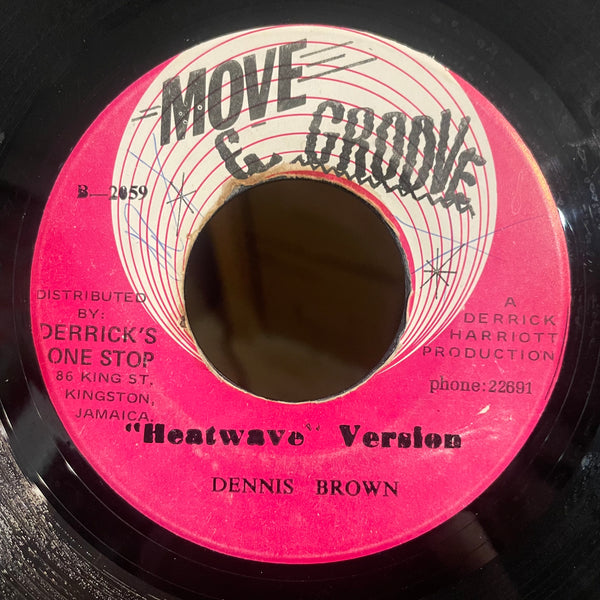 MOVE
& GROOVE
B-2059
DISTRIBUTED
BY:
DERRICK'S
ONE STOP
86 KING ST.
KINGSTON,
JAMAICA.
A
DERRICK
HARRIOTT
PRODUCTION
phone:22691
"Heatwave" Version
DENNIS BROWN